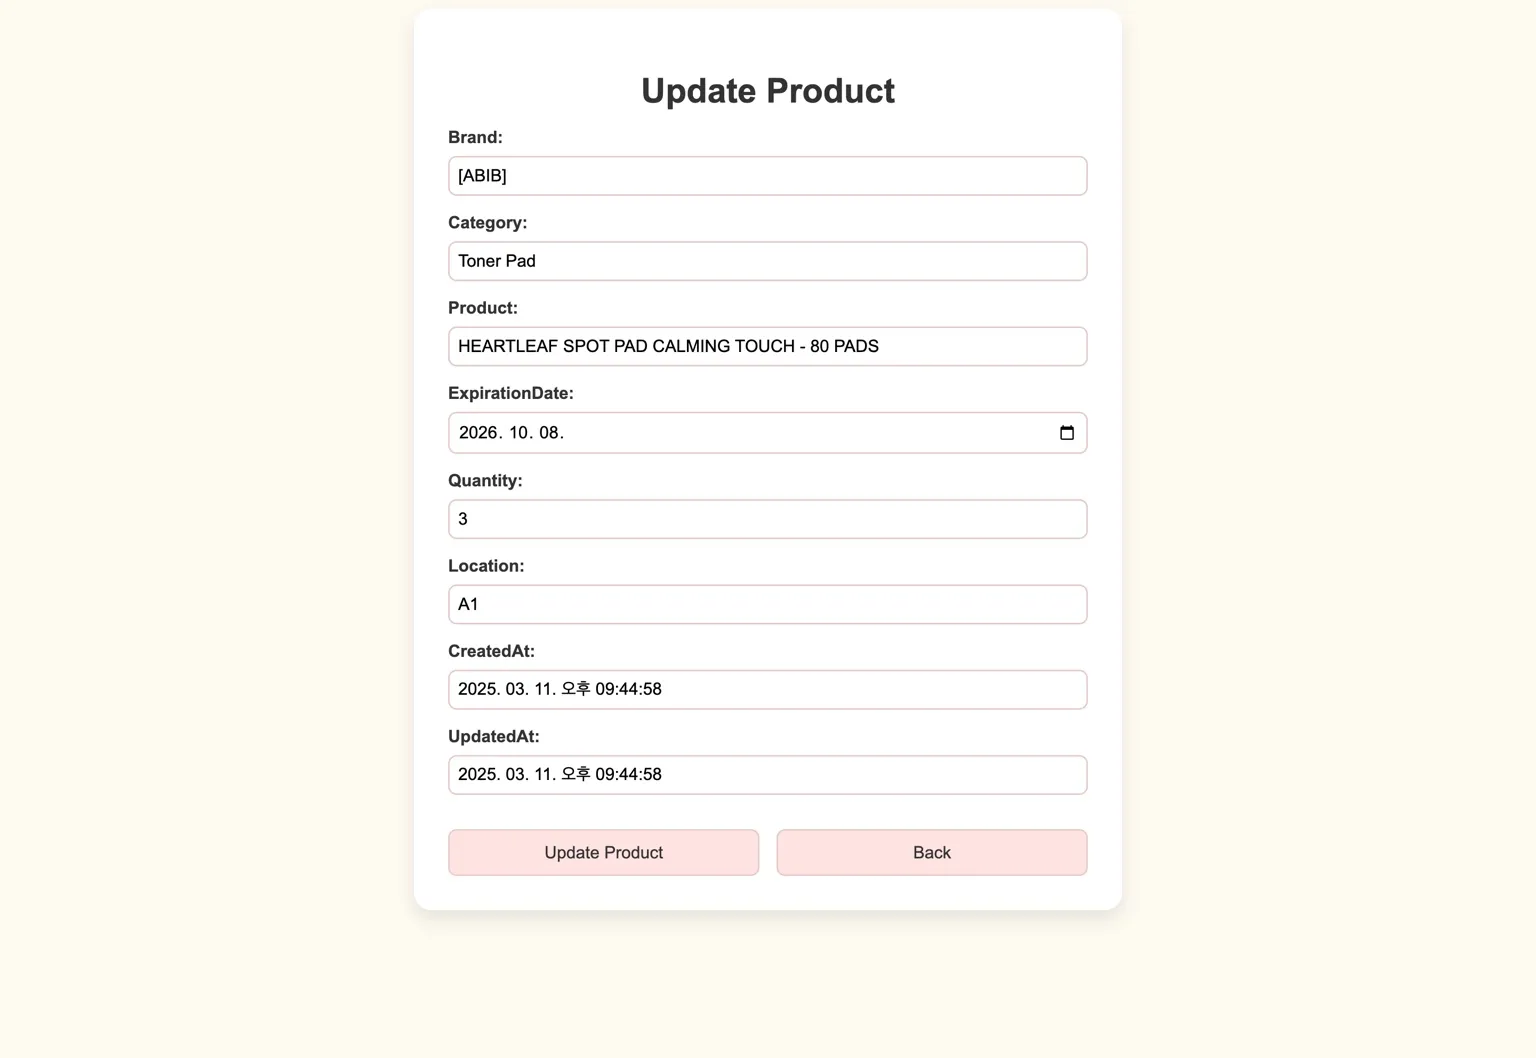 Update Product
Brand:
[ABIB]
Category:
Toner Pad
Product:
HEARTLEAF SPOT PAD CALMING TOUCH - 80 PADS
ExpirationDate:
2026. 10. 08.
Quantity:
3
Location:
A1
CreatedAt:
2025. 03. 11. 오후 09:44:58
UpdatedAt:
2025. 03. 11. 오후 09:44:58
Update Product
Back